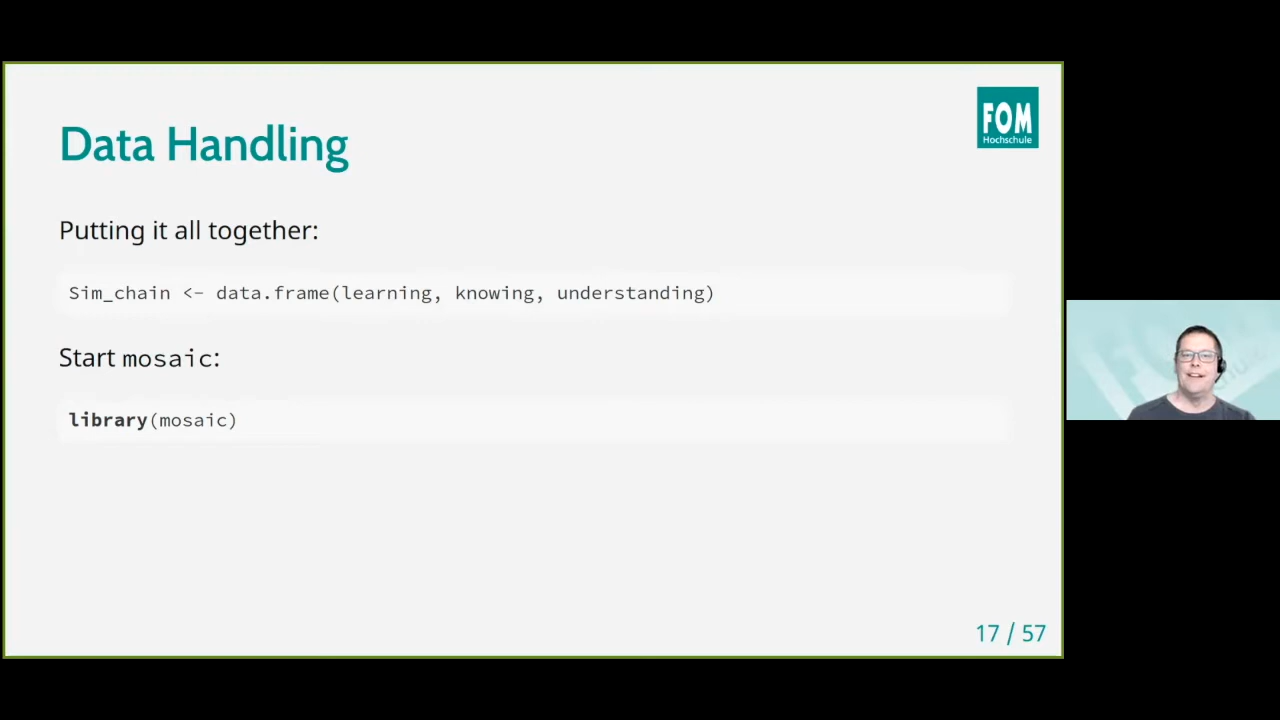 FOM
Hochschule
Data Handling
Putting it all together:
Sim_chain <- data.frame(learning, knowing, understanding)
Start mosaic:
library(mosaic)
17 / 57